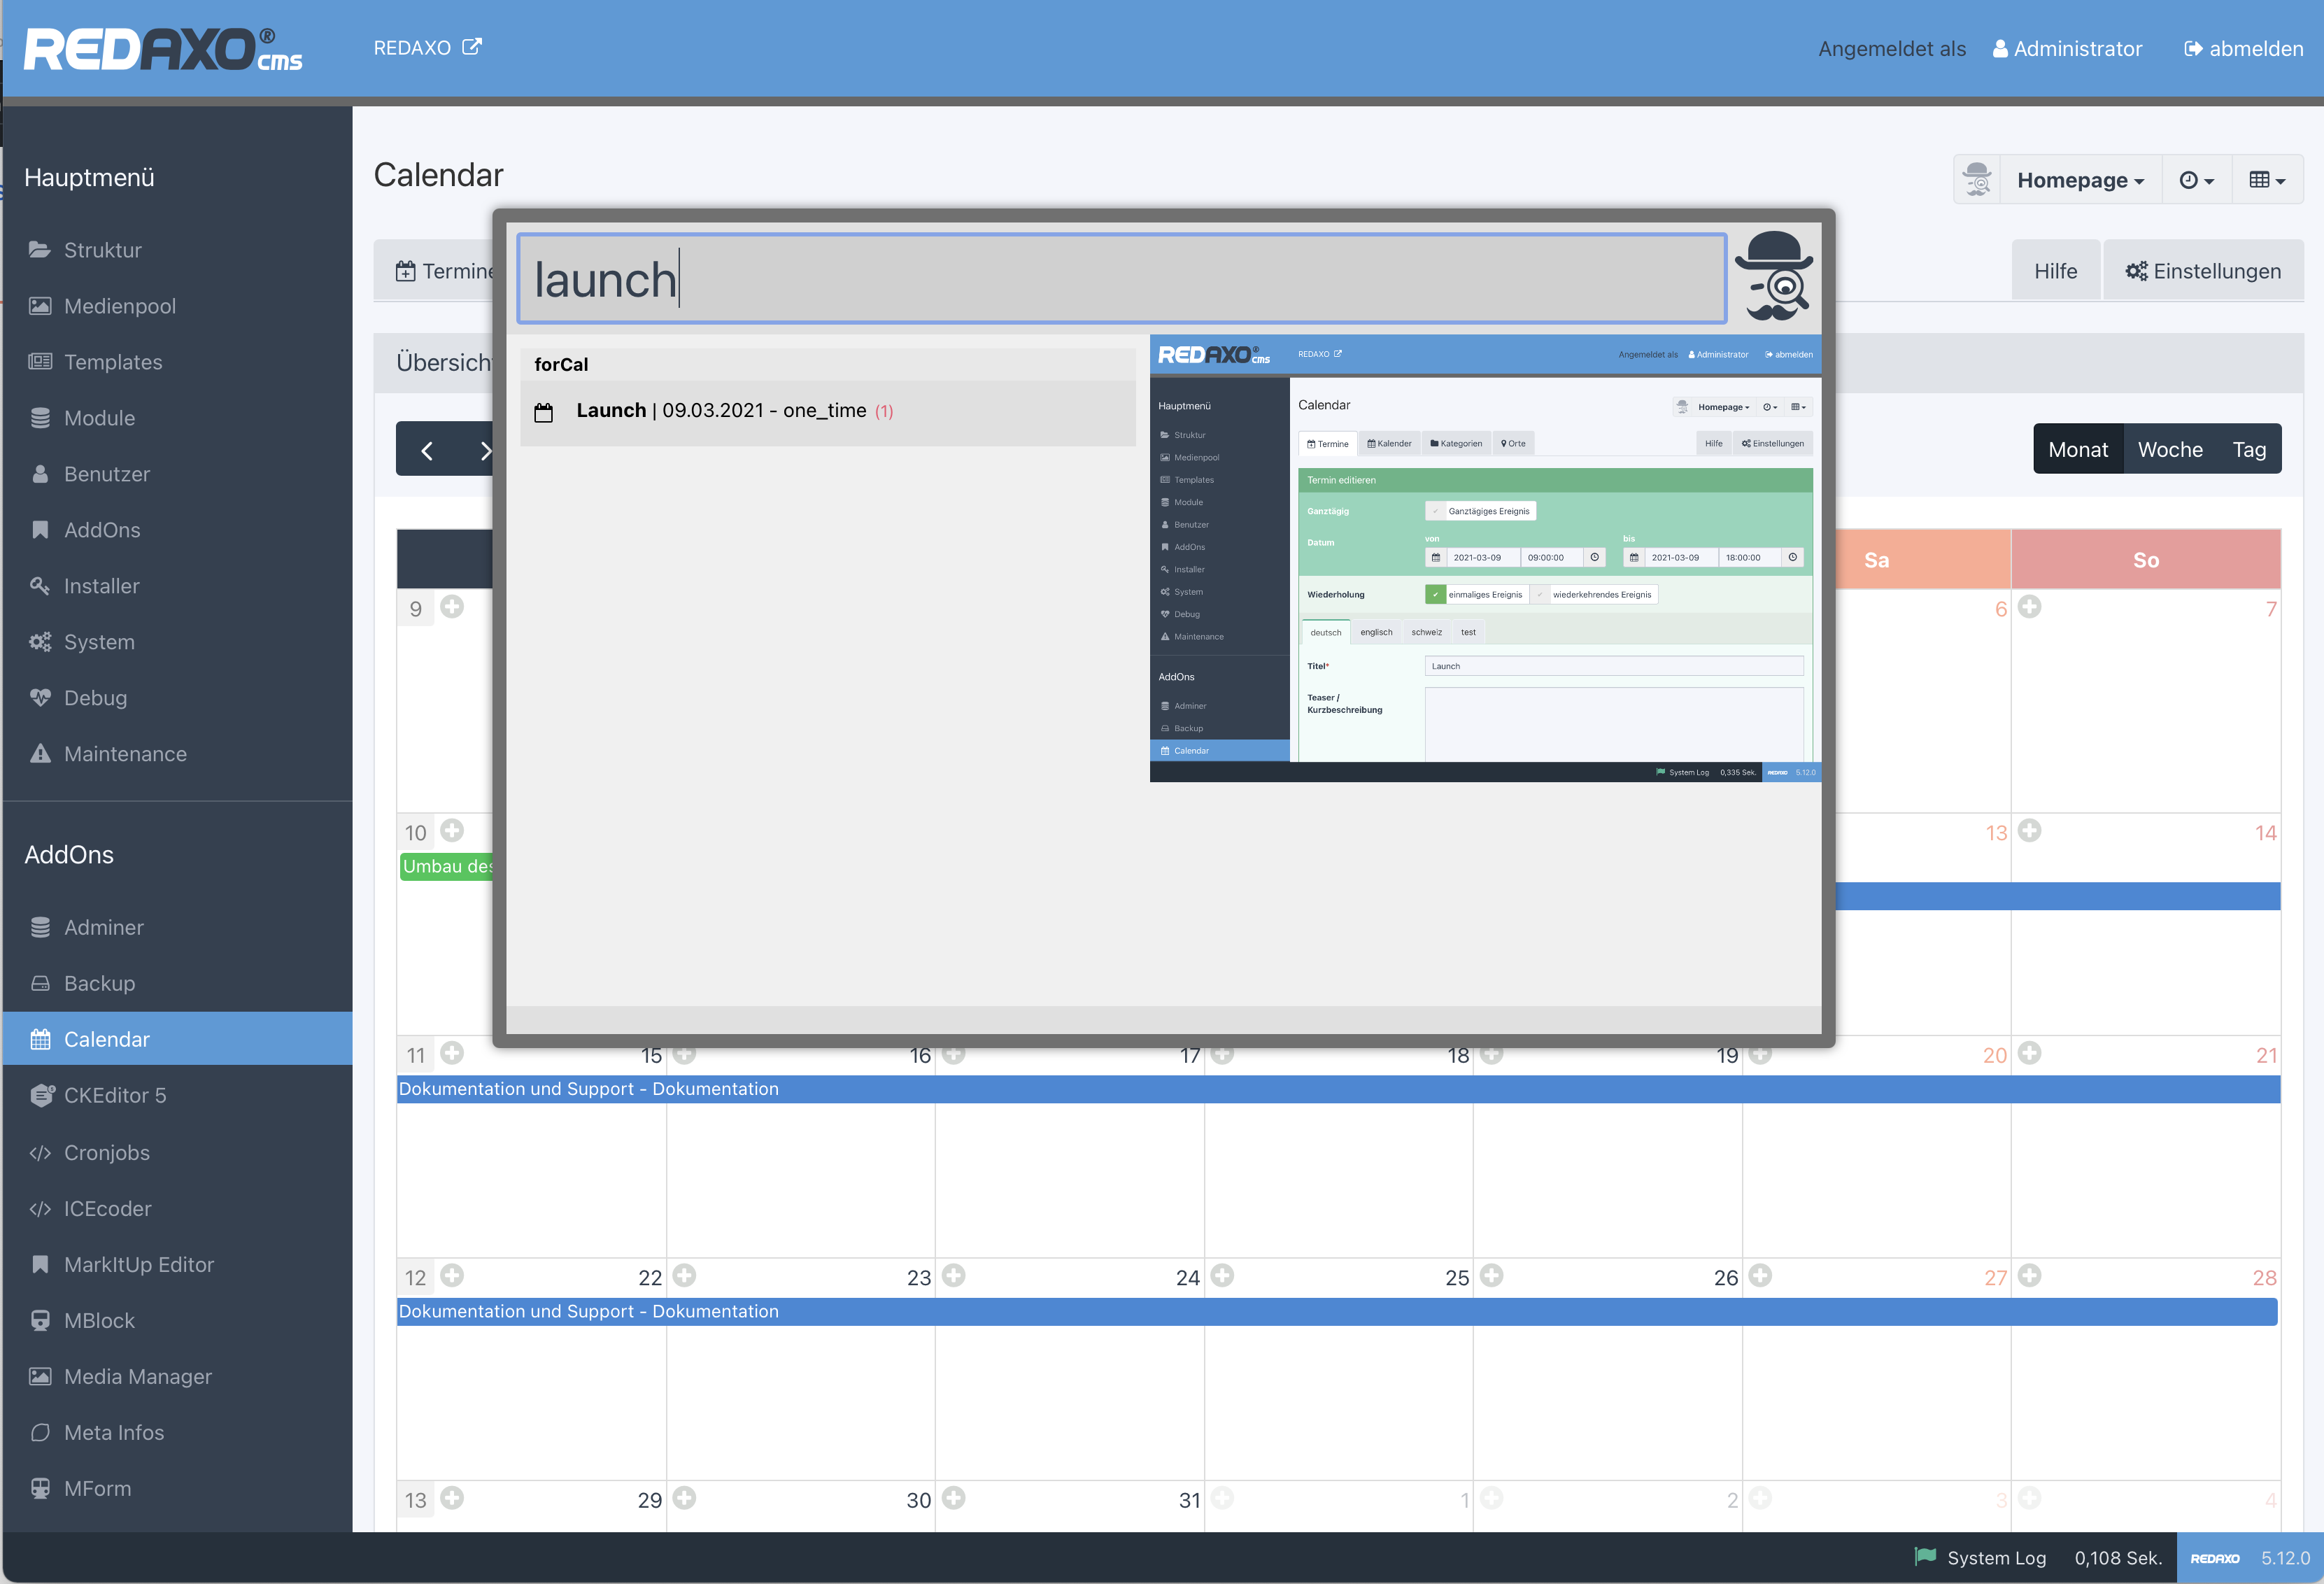 REDAXO® cms
REDAXO
Angemeldet als Administrator abmelden
Hauptmenü
Struktur
Medienpool
Templates
Module
Benutzer
AddOns
Installer
System
Debug
Maintenance
AddOns
Adminer
Backup
Calendar
CKEditor 5
Cronjobs
ICEcoder
MarkItUp Editor
MBlock
Media Manager
Meta Infos
MForm
Calendar
Homepage
Termine
Hilfe
Einstellungen
Übersich
Monat Woche Tag
launch
forCal
Launch | 09.03.2021 - one_time (1)
REDAXO® cms
REDAXO
Angemeldet als Administrator abmelden
Hauptmenü
Struktur
Medienpool
Templates
Module
Benutzer
AddOns
Installer
System
Debug
Maintenance
AddOns
Adminer
Backup
Calendar
Calendar
Homepage
Termine Kalender Kategorien Orte
Hilfe Einstellungen
Termin editieren
Ganztägig Ganztägiges Ereignis
von bis
Datum 2021-03-09 09:00:00 2021-03-09 18:00:00
Wiederholung einmaliges Ereignis wiederkehrendes Ereignis
deutsch englisch schweiz test
Titel* Launch
Teaser /
Kurzbeschreibung
System Log 0,335 Sek. REDAXO 5.12.0
Sa So
9 6 7
10 13 14
Umbau des
11 15 16 17 18 19 20 21
Dokumentation und Support - Dokumentation
12 22 23 24 25 26 27 28
Dokumentation und Support - Dokumentation
13 29 30 31 1 2 3 4
System Log 0,108 Sek. REDAXO 5.12.0